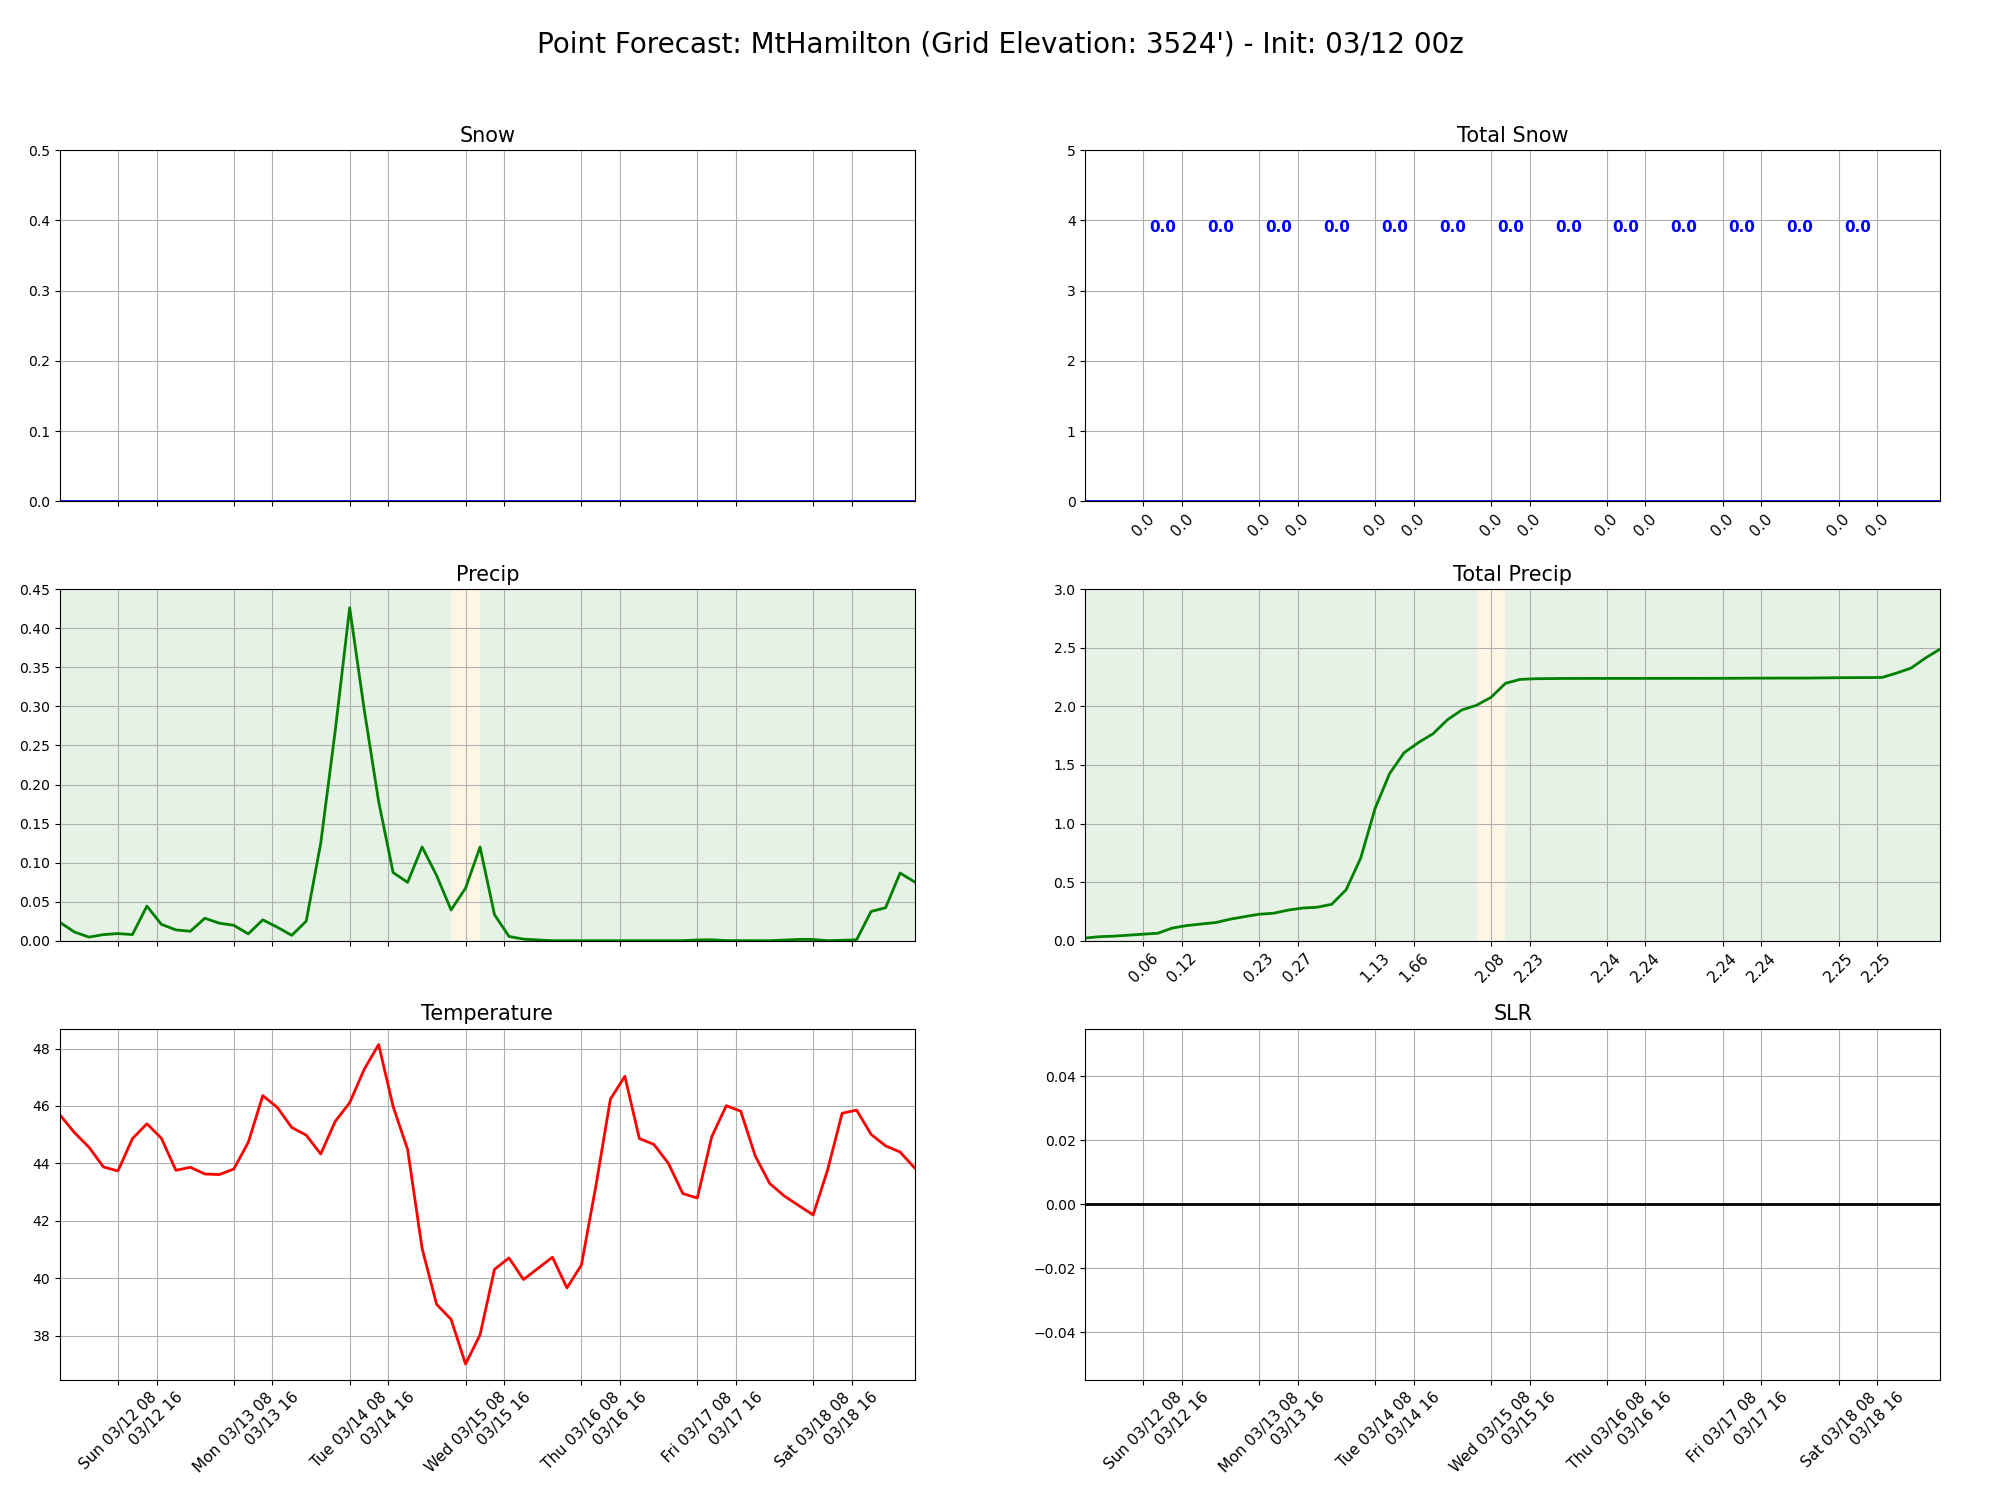 Point Forecast: MtHamilton (Grid Elevation: 3524') - Init: 03/12 00z
Snow
0.5
0.4
0.3
0.2
0.1
0.0
Total Snow
5
4
3
2
1
0
0.0 0.0 0.0 0.0 0.0 0.0 0.0 0.0 0.0 0.0 0.0 0.0 0.0
0.0 0.0 0.0 0.0 0.0 0.0 0.0 0.0 0.0 0.0 0.0 0.0 0.0 0.0
Precip
0.45
0.40
0.35
0.30
0.25
0.20
0.15
0.10
0.05
0.00
Total Precip
3.0
2.5
2.0
1.5
1.0
0.5
0.0
0.06 0.12 0.23 0.27 1.13 1.66 2.08 2.23 2.24 2.24 2.24 2.24 2.25 2.25
Temperature
48
46
44
42
40
38
Sun 03/12 08
03/12 16
Mon 03/13 08
03/13 16
Tue 03/14 08
03/14 16
Wed 03/15 08
03/15 16
Thu 03/16 08
03/16 16
Fri 03/17 08
03/17 16
Sat 03/18 08
03/18 16
SLR
0.04
0.02
0.00
−0.02
−0.04
Sun 03/12 08
03/12 16
Mon 03/13 08
03/13 16
Tue 03/14 08
03/14 16
Wed 03/15 08
03/15 16
Thu 03/16 08
03/16 16
Fri 03/17 08
03/17 16
Sat 03/18 08
03/18 16